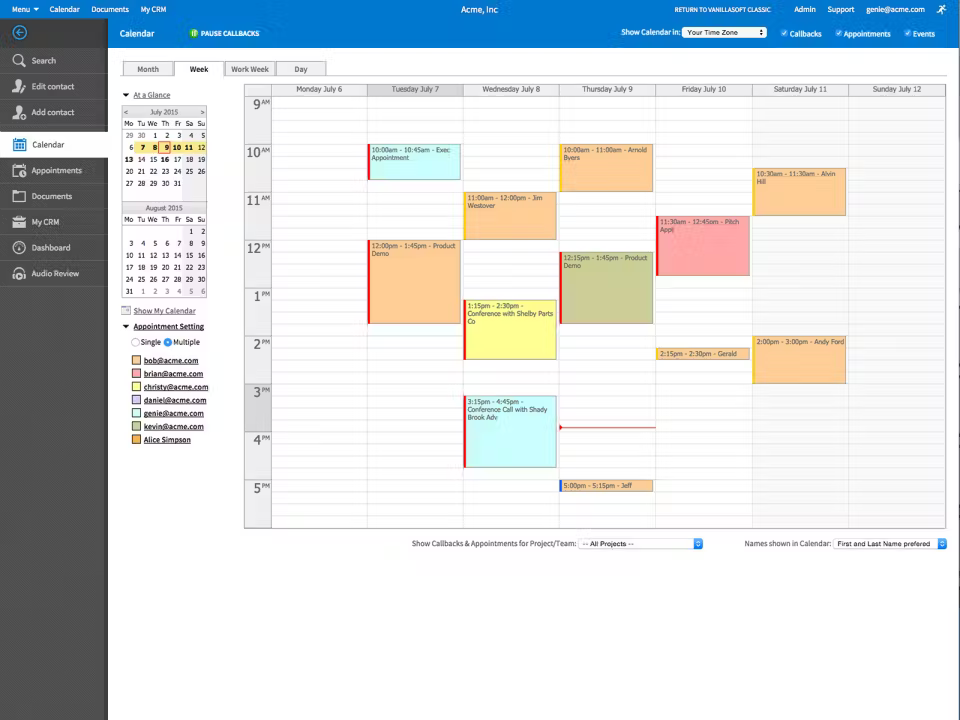 Menu Calendar Documents My CRM Acme, Inc RETURN TO VANILLASOFT CLASSIC Admin Support genie@acme.com
Calendar PAUSE CALLBACKS Show Calendar in: Your Time Zone Callbacks Appointments Events
Search
Edit contact
Add contact
Calendar
Appointments
Documents
My CRM
Dashboard
Audio Review
Month Week Work Week Day
At a Glance
< July 2015 >
Mo Tu We Th Fr Sa Su
29 30 1 2 3 4 5
6 7 8 9 10 11 12
13 14 15 16 17 18 19
20 21 22 23 24 25 26
27 28 29 30 31
August 2015
Mo Tu We Th Fr Sa Su
1 2
3 4 5 6 7 8 9
10 11 12 13 14 15 16
17 18 19 20 21 22 23
24 25 26 27 28 29 30
31 1 2 3 4 5 6
Show My Calendar
Appointment Setting
Single Multiple
bob@acme.com
brian@acme.com
christy@acme.com
daniel@acme.com
genie@acme.com
kevin@acme.com
Alice Simpson
Monday July 6 Tuesday July 7 Wednesday July 8 Thursday July 9 Friday July 10 Saturday July 11 Sunday July 12
9 AM
10 AM
11 AM
12 PM
1 PM
2 PM
3 PM
4 PM
5 PM
10:00am - 10:45am - Exec
Appointment
12:00pm - 1:45pm - Product
Demo
11:00am - 12:00pm - Jim
Westover
1:15pm - 2:30pm -
Conference with Shelby Parts
Co
3:15pm - 4:45pm -
Conference Call with Shady
Brook Adv
10:00am - 11:00am - Arnold
Byers
12:15pm - 1:45pm - Product
Demo
5:00pm - 5:15pm - Jeff
11:30am - 12:45pm - Pitch
Appt
2:15pm - 2:30pm - Gerald
10:30am - 11:30am - Alvin
Hill
2:00pm - 3:00pm - Andy Ford
Show Callbacks & Appointments for Project/Team: -- All Projects -- Names shown in Calendar: First and Last Name prefered